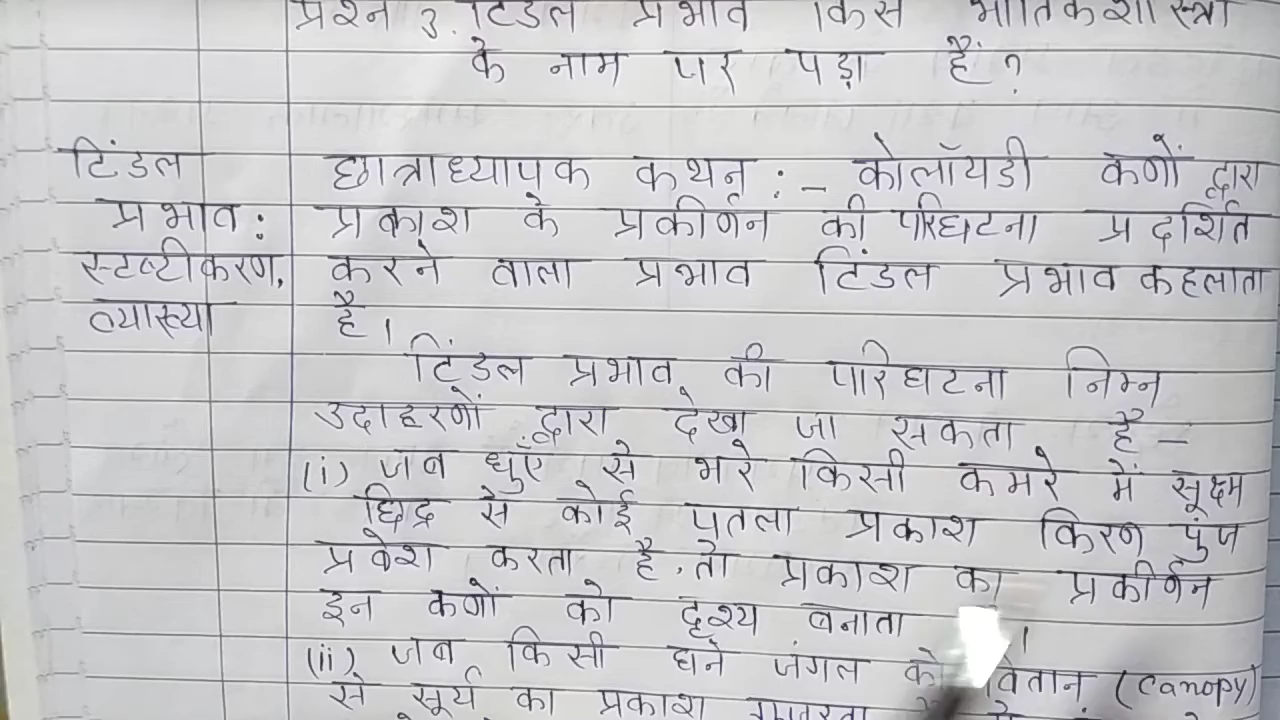 प्रश्न 3. टिंडल प्रभाव किस भौतिकशास्त्री
के नाम पर पड़ा हैं?
टिंडल छात्राध्यापक कथन :- कोलॉयडी कणों द्वारा
प्रभाव: प्रकाश के प्रकीर्णन की परिघटना प्रदर्शित
स्टष्टीकरण, करने वाला प्रभाव टिंडल प्रभाव कहलाता
व्याख्या है।
टिंडल प्रभाव की परिघटना निम्न
उदाहरणों द्वारा देखा जा सकता है -
(i) जब धुएँ से भरे किसी कमरे में सूक्ष्म
छिद्र से कोई पतला प्रकाश किरण पुंज
प्रवेश करता है, तो प्रकाश का प्रकीर्णन
इन कणों को दृश्य बनाता ।
(ii) जब किसी घने जंगल के वितान (canopy)
से सूर्य का प्रकाश गुजरता